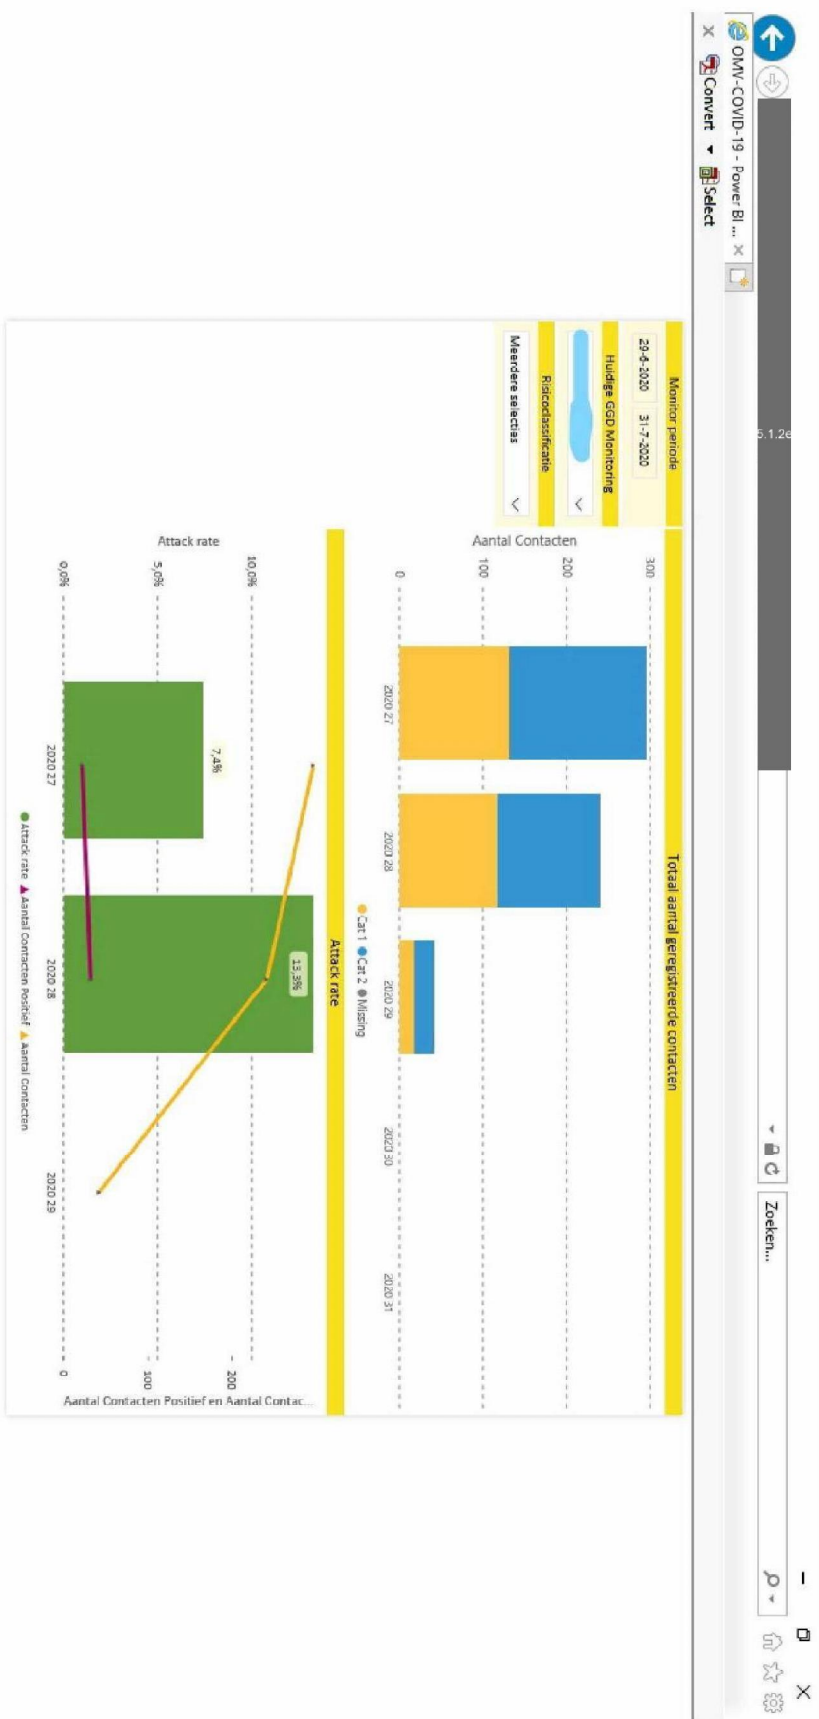 5.1.2e
Zoeken...
OMV-COVID-19 - Power BI ...
Convert
Select
Monitor periode
29-6-2020 31-7-2020
Huidige GGD Monitoring
Risicoclassificatie
Meerdere selecties
Totaal aantal geregistreerde contacten
Aantal Contacten
300
200
100
0
2020 27 2020 28 2020 29 2020 30 2020 31
Cat 1 Cat 2 Missing
Attack rate
Attack rate
10,0%
5,0%
0,0%
7,4%
13,3%
200
100
0
Aantal Contacten Positief en Aantal Contac...
2020 27 2020 28 2020 29
Attack rate Aantal Contacten Positief Aantal Contacten